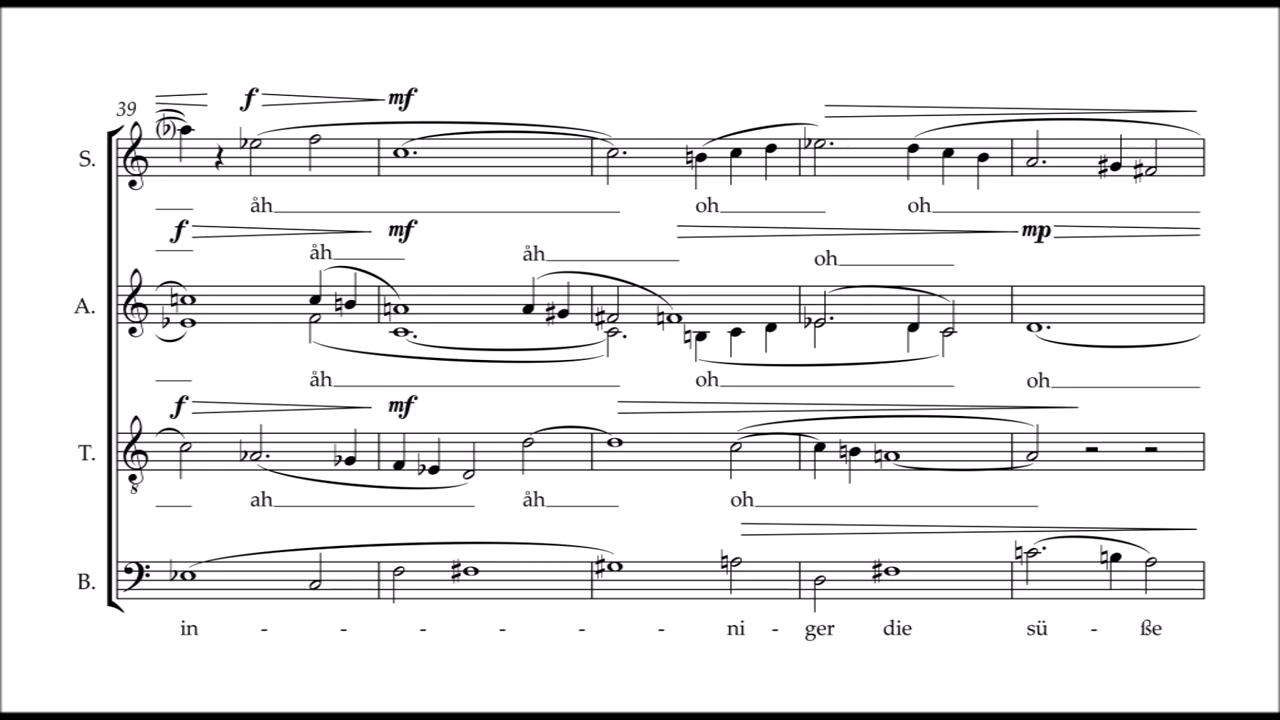 39
f mf
S.
åh oh oh
f mf mp
åh åh oh
A.
åh oh oh
f mf
T.
ah åh oh
B.
in - - - - - - ni - ger die sü - ße